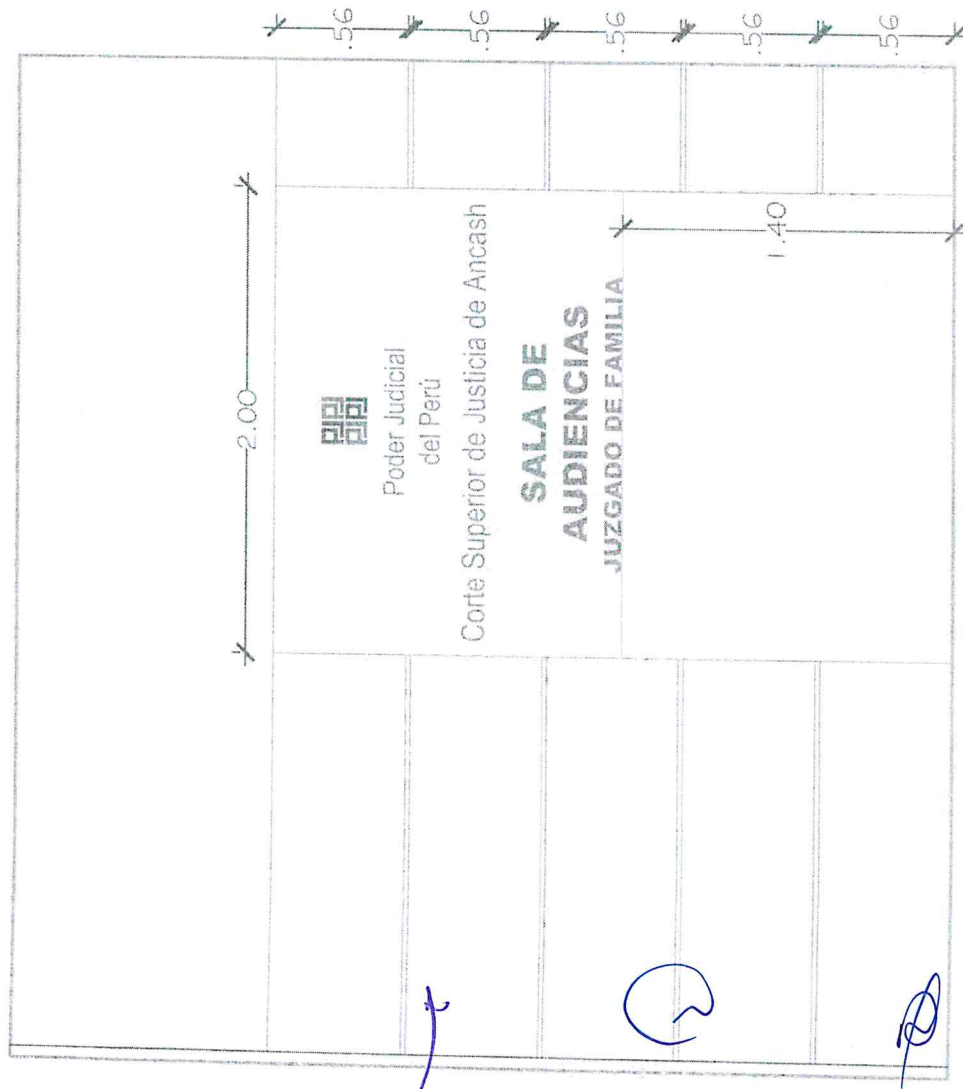 2.00
Poder Judicial
del Perú
Corte Superior de Justicia de Ancash
SALA DE
AUDIENCIAS
JUZGADO DE FAMILIA
1.40
.56
.56
.56
.56
.56